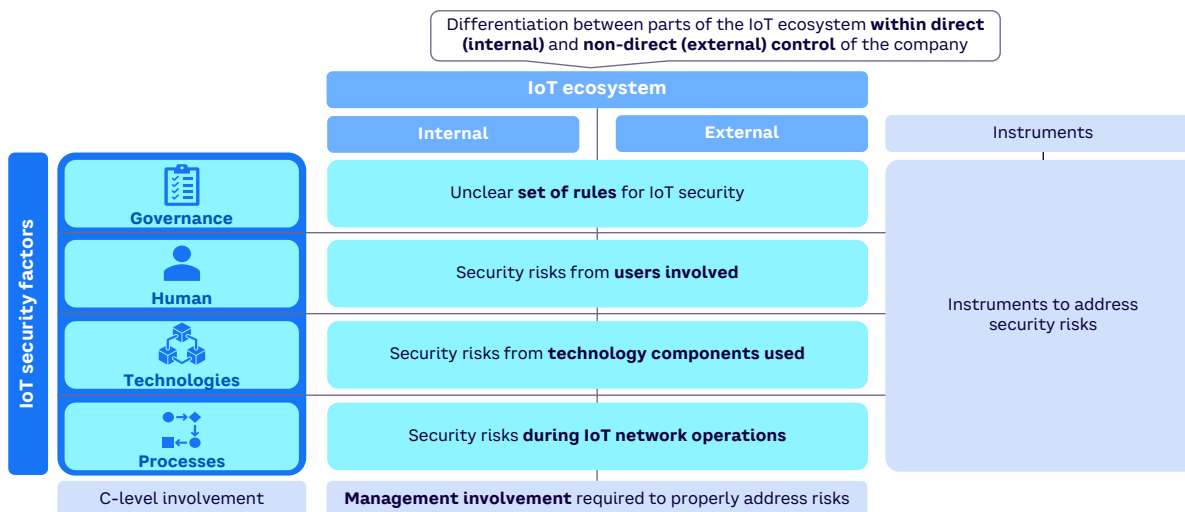 Differentiation between parts of the IoT ecosystem within direct
(internal) and non-direct (external) control of the company
IoT ecosystem
Internal
External
Instruments
IoT security factors
Governance
Unclear set of rules for IoT security
Human
Security risks from users involved
Instruments to address
security risks
Technologies
Security risks from technology components used
Processes
Security risks during IoT network operations
C-level involvement
Management involvement required to properly address risks